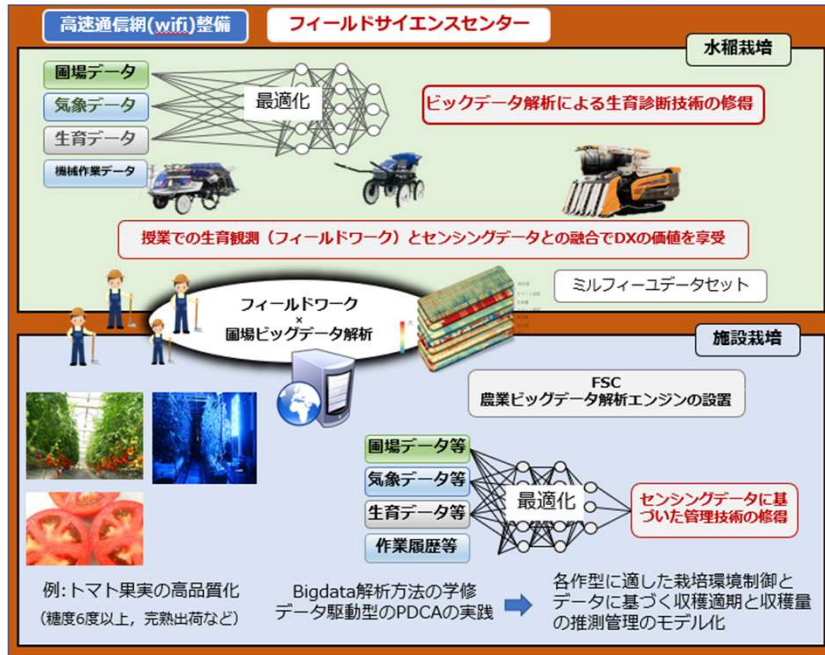 高速通信網(wifi)整備
フィールドサイエンスセンター
水稲栽培
圃場データ
気象データ
生育データ
機械作業データ
最適化
ビックデータ解析による生育診断技術の修得
授業での生育観測（フィールドワーク）とセンシングデータとの融合でDXの価値を享受
フィールドワーク
×
圃場ビッグデータ解析
ミルフィーユデータセット
施設栽培
FSC
農業ビッグデータ解析エンジンの設置
圃場データ等
気象データ等
生育データ等
作業履歴等
最適化
センシングデータに基
づいた管理技術の修得
例:トマト果実の高品質化
（糖度6度以上，完熟出荷など）
Bigdata解析方法の学修
データ駆動型のPDCAの実践
各作型に適した栽培環境制御と
データに基づく収穫適期と収穫量
の推測管理のモデル化